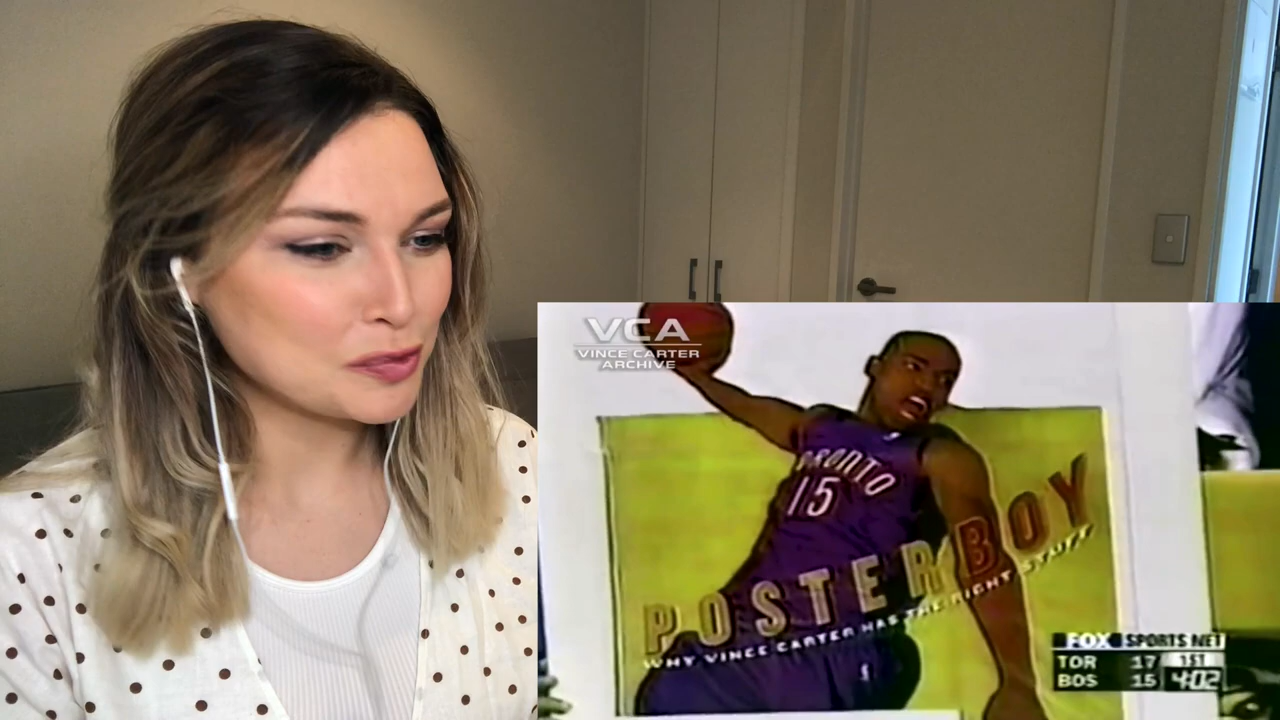 VCA
VINCE CARTER
ARCHIVE
TORONTO
15
POSTER BOY
WHY VINCE CARTER HAS THE RIGHT STUFF
FOX SPORTS NET
TOR 17 1ST
BOS 15 4:02